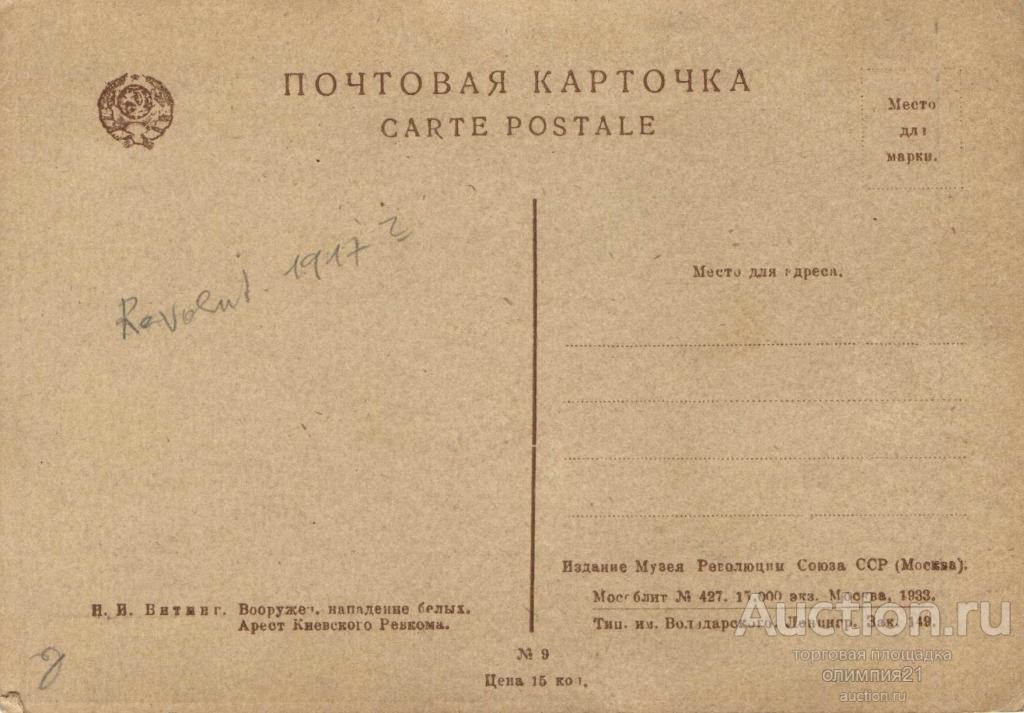 ПОЧТОВАЯ КАРТОЧКА
CARTE POSTALE
Место
для
марки.
Revolut. 1917
Место для адреса.
Издание Музея Революции Союза ССР (Москва).
Мособлит № 427. 17.000 экз. Москва, 1933.
Тип. им. Володарского. Ленингр. Зак. 149.
Н. И. Витминг. Вооружен. нападение белых.
Арест Киевского Ревкома.
№ 9
Цена 15 коп.
Auction.ru
торговая площадка
олимпия21
auction.ru